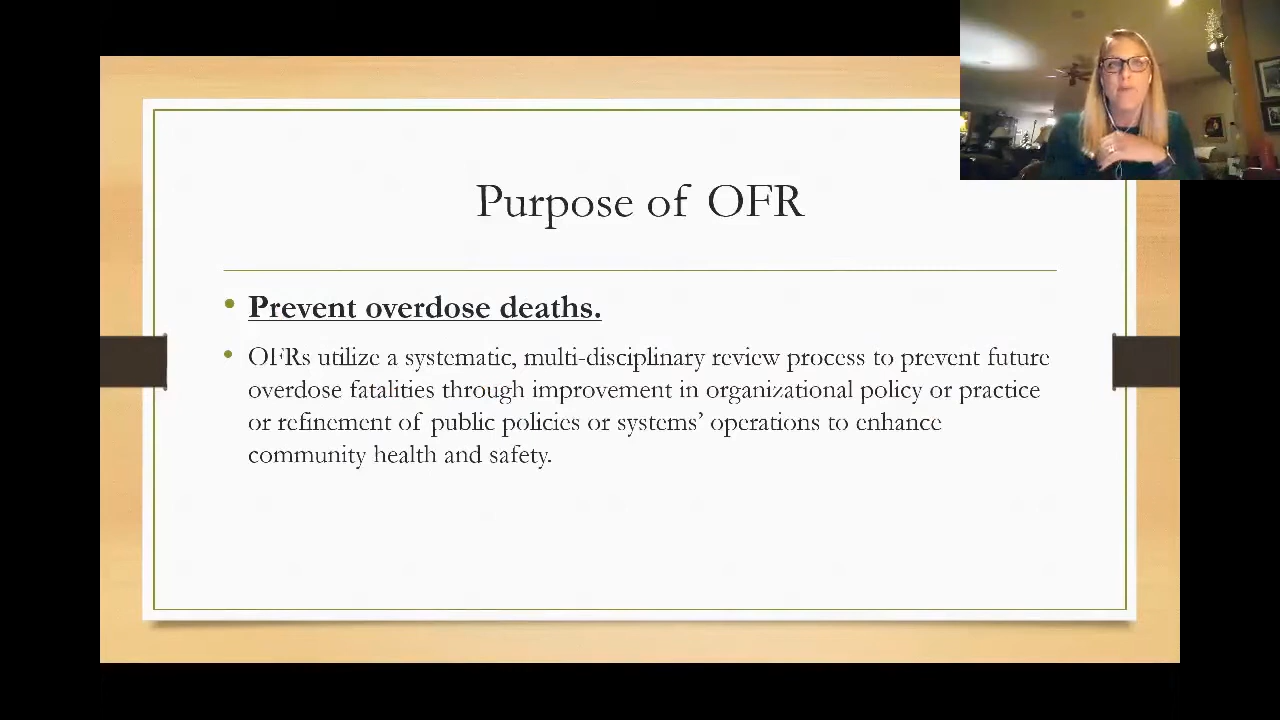 Purpose of OFR
• Prevent overdose deaths.
• OFRs utilize a systematic, multi-disciplinary review process to prevent future
overdose fatalities through improvement in organizational policy or practice
or refinement of public policies or systems’ operations to enhance
community health and safety.